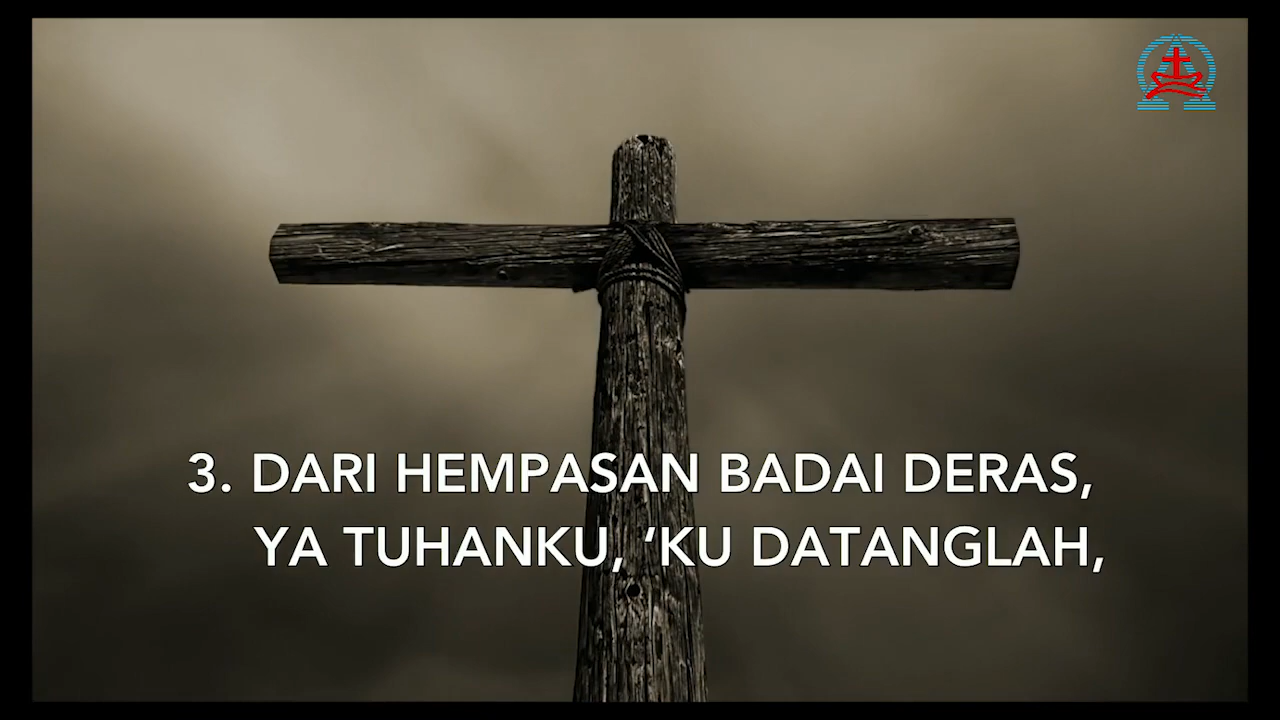 3. DARI HEMPASAN BADAI DERAS,
YA TUHANKU, ‘KU DATANGLAH,